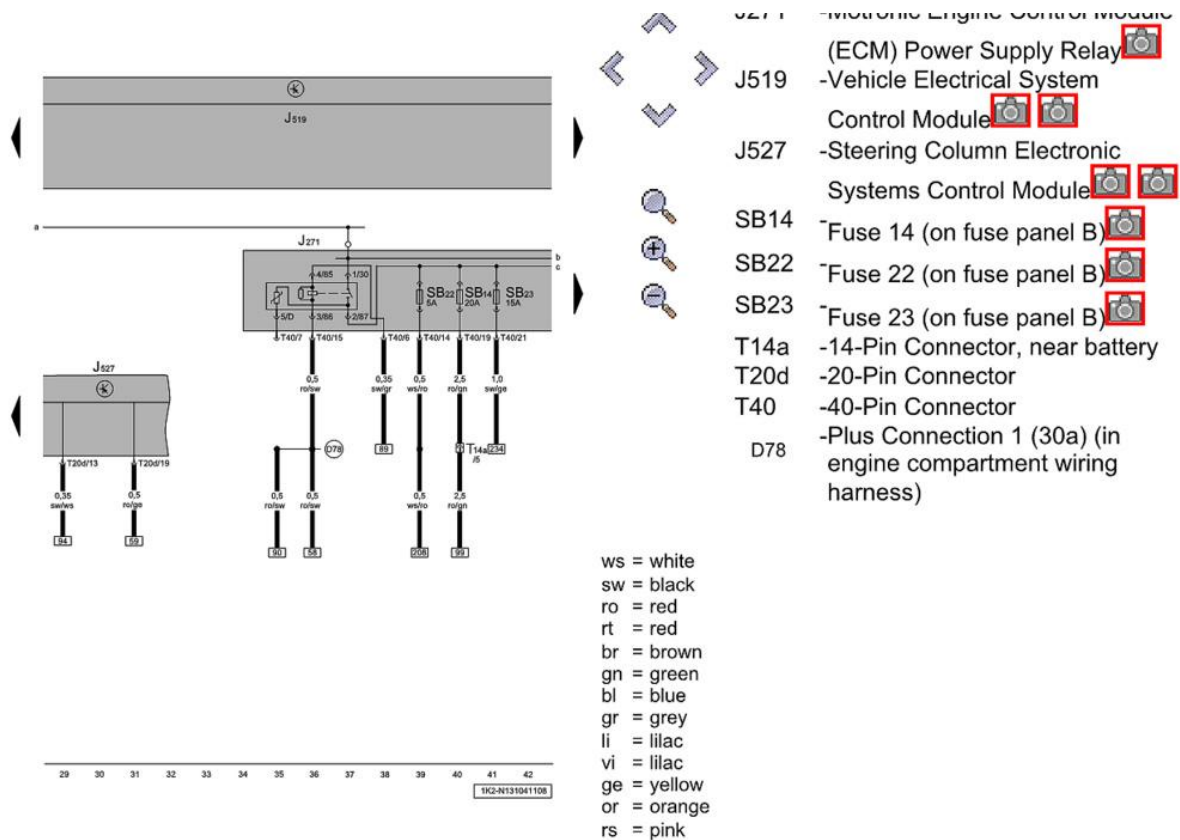 J519
a
J271
b
c
4/85 1/30
SB22 SB14 SB23
5A 20A 15A
5/D 3/86 2/87
T40/7 T40/15 T40/6 T40/14 T40/19 T40/21
0,5 0,35 0,5 2,5 1,0
ro/sw sw/gr ws/ro ro/gn sw/ge
J527
D78 89 T14a 234
/5
T20d/13 T20d/19
0,35 0,5 0,5 0,5 0,5 2,5
sw/ws ro/ge ro/sw ro/sw ws/ro ro/gn
94 59 90 58 208 99
29 30 31 32 33 34 35 36 37 38 39 40 41 42
1K2-N131041108
J271 -Motronic Engine Control Module
(ECM) Power Supply Relay
J519 -Vehicle Electrical System
Control Module
J527 -Steering Column Electronic
Systems Control Module
SB14 -Fuse 14 (on fuse panel B)
SB22 -Fuse 22 (on fuse panel B)
SB23 -Fuse 23 (on fuse panel B)
T14a -14-Pin Connector, near battery
T20d -20-Pin Connector
T40 -40-Pin Connector
D78 -Plus Connection 1 (30a) (in
engine compartment wiring
harness)
ws = white
sw = black
ro = red
rt = red
br = brown
gn = green
bl = blue
gr = grey
li = lilac
vi = lilac
ge = yellow
or = orange
rs = pink